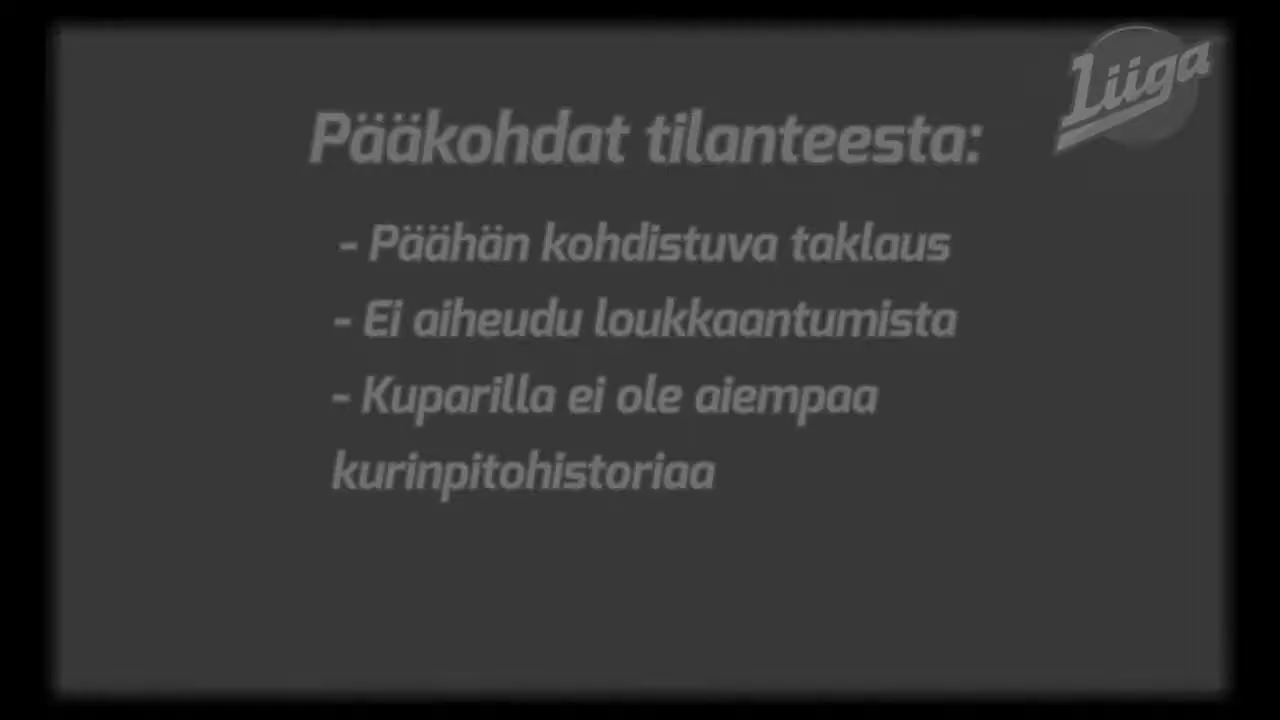 Liiga
Pääkohdat tilanteesta:
- Päähän kohdistuva taklaus
- Ei aiheudu loukkaantumista
- Kuparilla ei ole aiempaa
kurinpitohistoriaa